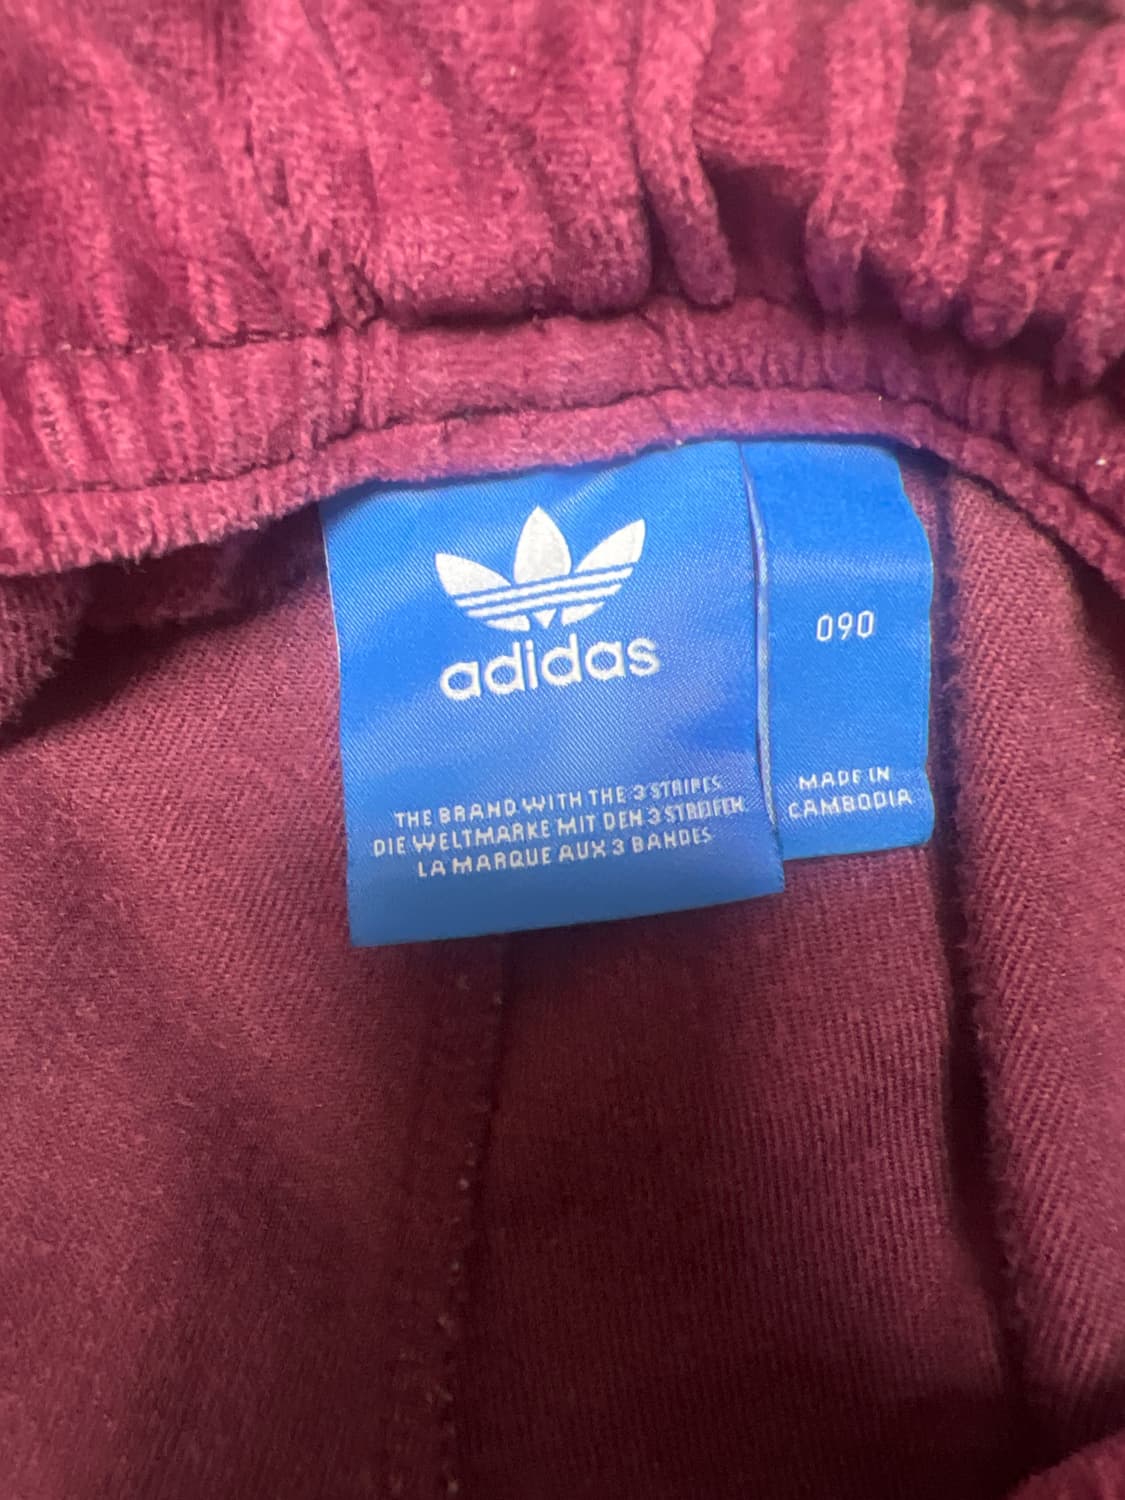 adidas
THE BRAND WITH THE 3 STRIPES
DIE WELTMARKE MIT DEN 3 STREIFEN
LA MARQUE AUX 3 BANDES
090
MADE IN
CAMBODIA